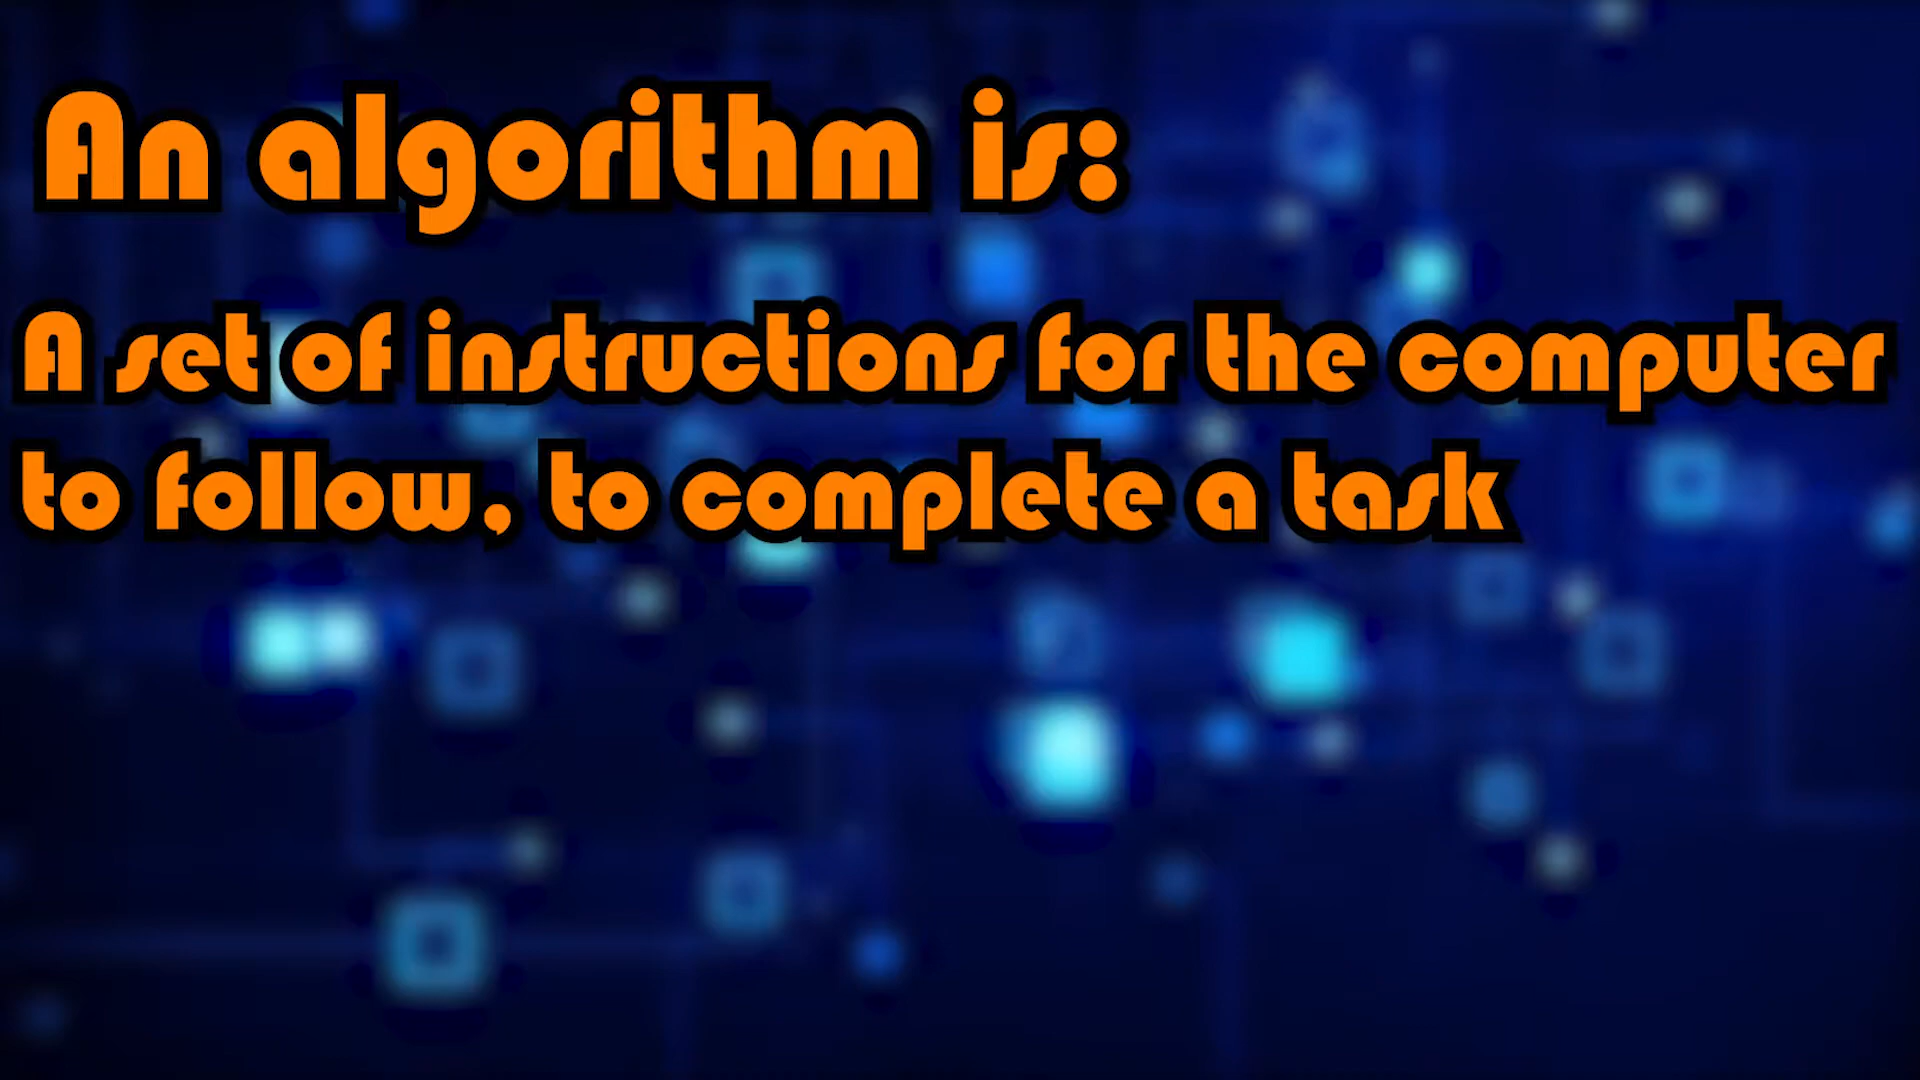 An algorithm is:
A set of instructions for the computer
to follow, to complete a task